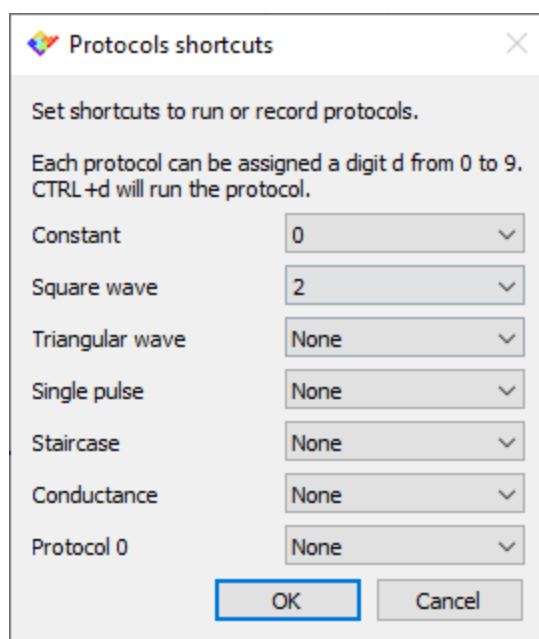 Protocols shortcuts
Set shortcuts to run or record protocols.
Each protocol can be assigned a digit d from 0 to 9.
CTRL+d will run the protocol.
Constant 0
Square wave 2
Triangular wave None
Single pulse None
Staircase None
Conductance None
Protocol 0 None
OK Cancel